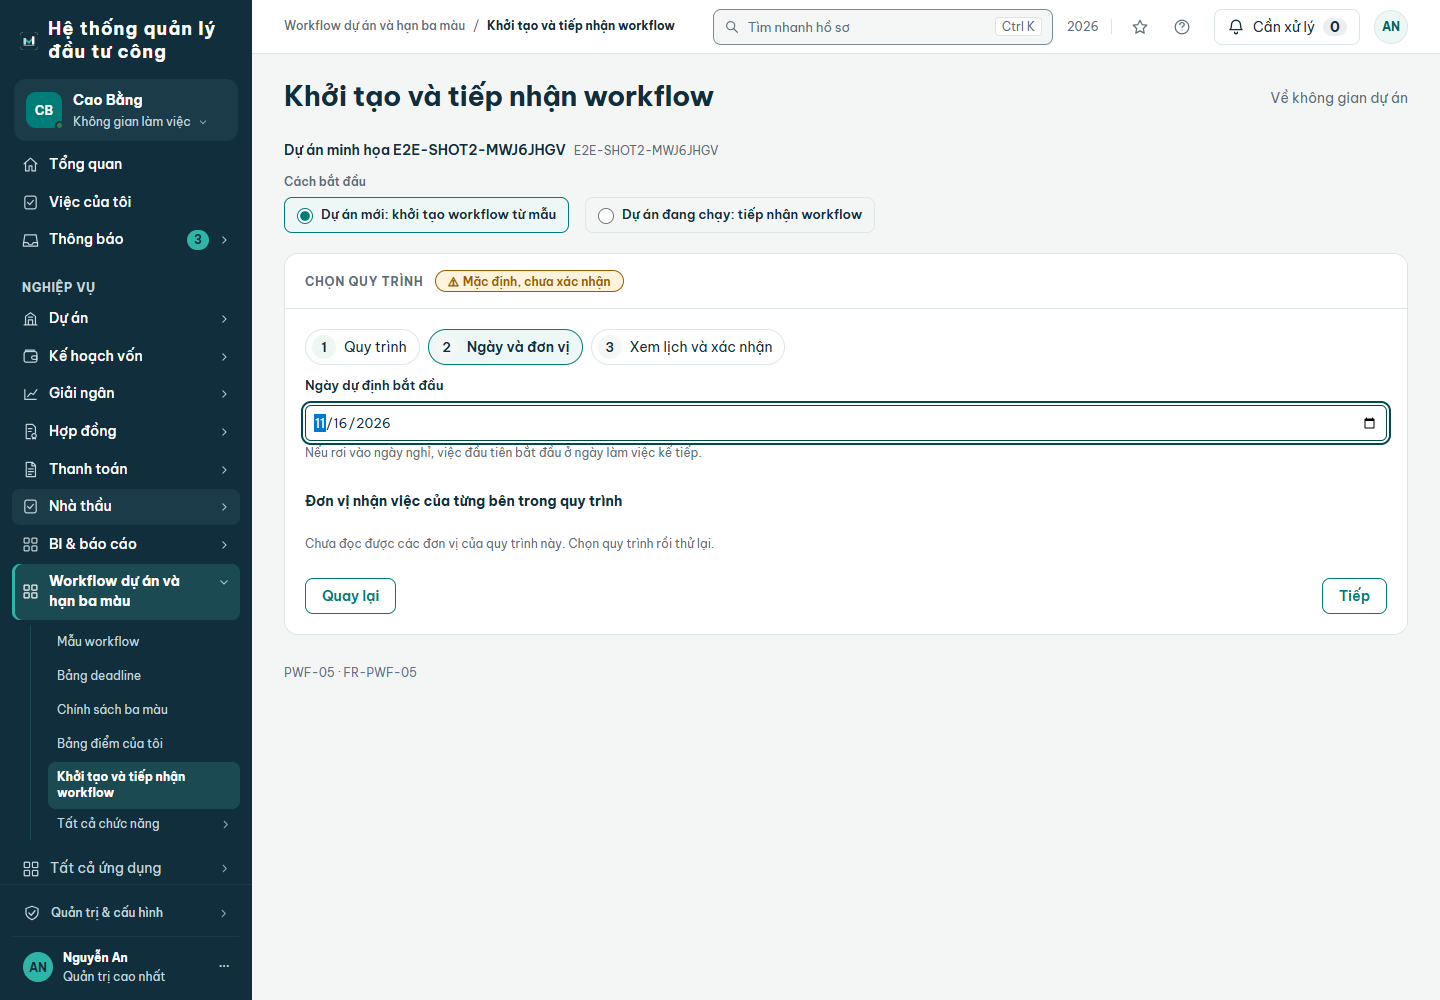 Hệ thống quản lý
đầu tư công
CB
Cao Bằng
Không gian làm việc
Tổng quan
Việc của tôi
Thông báo
3
NGHIỆP VỤ
Dự án
Kế hoạch vốn
Giải ngân
Hợp đồng
Thanh toán
Nhà thầu
BI & báo cáo
Workflow dự án và
hạn ba màu
Mẫu workflow
Bảng deadline
Chính sách ba màu
Bảng điểm của tôi
Khởi tạo và tiếp nhận
workflow
Tất cả chức năng
Tất cả ứng dụng
Quản trị & cấu hình
AN
Nguyễn An
Quản trị cao nhất
Workflow dự án và hạn ba màu / Khởi tạo và tiếp nhận workflow
Tìm nhanh hồ sơ
Ctrl K
2026
Cần xử lý
0
AN
Khởi tạo và tiếp nhận workflow
Về không gian dự án
Dự án minh họa E2E-SHOT2-MWJ6JHGV E2E-SHOT2-MWJ6JHGV
Cách bắt đầu
Dự án mới: khởi tạo workflow từ mẫu
Dự án đang chạy: tiếp nhận workflow
CHỌN QUY TRÌNH
⚠ Mặc định, chưa xác nhận
1 Quy trình
2 Ngày và đơn vị
3 Xem lịch và xác nhận
Ngày dự định bắt đầu
11/16/2026
Nếu rơi vào ngày nghỉ, việc đầu tiên bắt đầu ở ngày làm việc kế tiếp.
Đơn vị nhận việc của từng bên trong quy trình
Chưa đọc được các đơn vị của quy trình này. Chọn quy trình rồi thử lại.
Quay lại
Tiếp
PWF-05 · FR-PWF-05